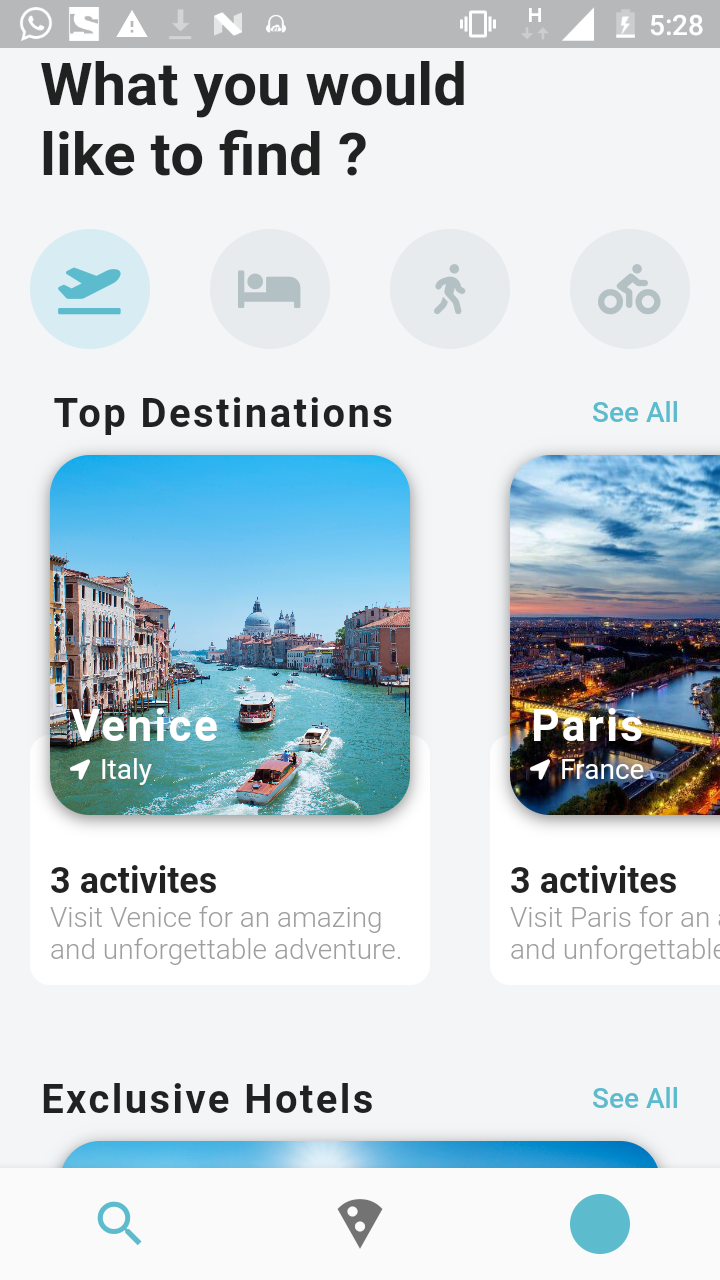 H
5:28
What you would
like to find ?
Top Destinations
See All
Venice
Italy
Paris
France
3 activites
Visit Venice for an amazing
and unforgettable adventure.
3 activites
Visit Paris for an
and unforgettable
Exclusive Hotels
See All